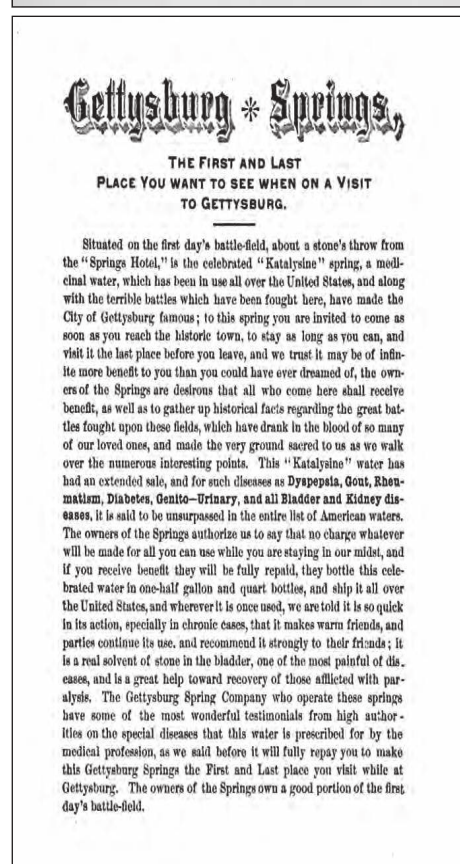 Gettysburg * Springs,
THE FIRST AND LAST
PLACE YOU WANT TO SEE WHEN ON A VISIT
TO GETTYSBURG.
Situated on the first day's battle-field, about a stone's throw from
the "Springs Hotel," is the celebrated "Katalysine" spring, a medi-
cinal water, which has been in use all over the United States, and along
with the terrible battles which have been fought here, have made the
City of Gettysburg famous; to this spring you are invited to come as
soon as you reach the historic town, to stay as long as you can, and
visit it the last place before you leave, and we trust it may be of infin-
ite more benefit to you than you could have ever dreamed of, the own-
ers of the Springs are desirous that all who come here shall receive
benefit, as well as to gather up historical facts regarding the great bat-
tles fought upon these fields, which have drank in the blood of so many
of our loved ones, and made the very ground sacred to us as we walk
over the numerous interesting points. This "Katalysine" water has
had an extended sale, and for such diseases as Dyspepsia, Gout, Rheu-
matism, Diabetes, Genito-Urinary, and all Bladder and Kidney dis-
eases, it is said to be unsurpassed in the entire list of American waters.
The owners of the Springs authorize us to say that no charge whatever
will be made for all you can use while you are staying in our midst, and
if you receive benefit they will be fully repaid, they bottle this cele-
brated water in one-half gallon and quart bottles, and ship it all over
the United States, and wherever it is once used, we are told it is so quick
in its action, specially in chronic cases, that it makes warm friends, and
parties continue its use. and recommend it strongly to their friends; it
is a real solvent of stone in the bladder, one of the most painful of dis-
eases, and is a great help toward recovery of those afflicted with par-
alysis. The Gettysburg Spring Company who operate these springs
have some of the most wonderful testimonials from high author-
ities on the special diseases that this water is prescribed for by the
medical profession, as we said before it will fully repay you to make
this Gettysburg Springs the First and Last place you visit while at
Gettysburg. The owners of the Springs own a good portion of the first
day's battle-field.